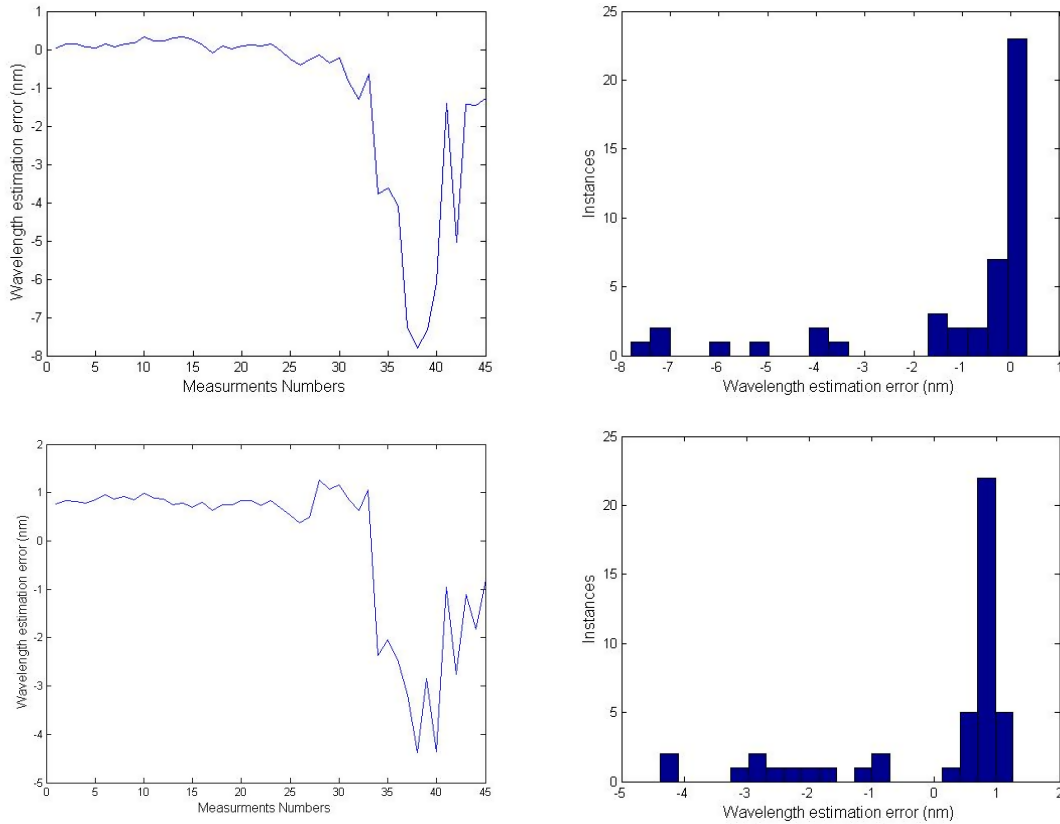 1
0
-1
-2
-3
-4
-5
-6
-7
-8
Wavelength estimation error (nm)
0 5 10 15 20 25 30 35 40 45
Measurments Numbers
25
20
15
10
5
0
Instances
-8 -7 -6 -5 -4 -3 -2 -1 0 1
Wavelength estimation error (nm)
2
1
0
-1
-2
-3
-4
-5
Wavelength estimation error (nm)
0 5 10 15 20 25 30 35 40 45
Measurments Numbers
25
20
15
10
5
0
Instances
-5 -4 -3 -2 -1 0 1 2
Wavelength estimation error (nm)